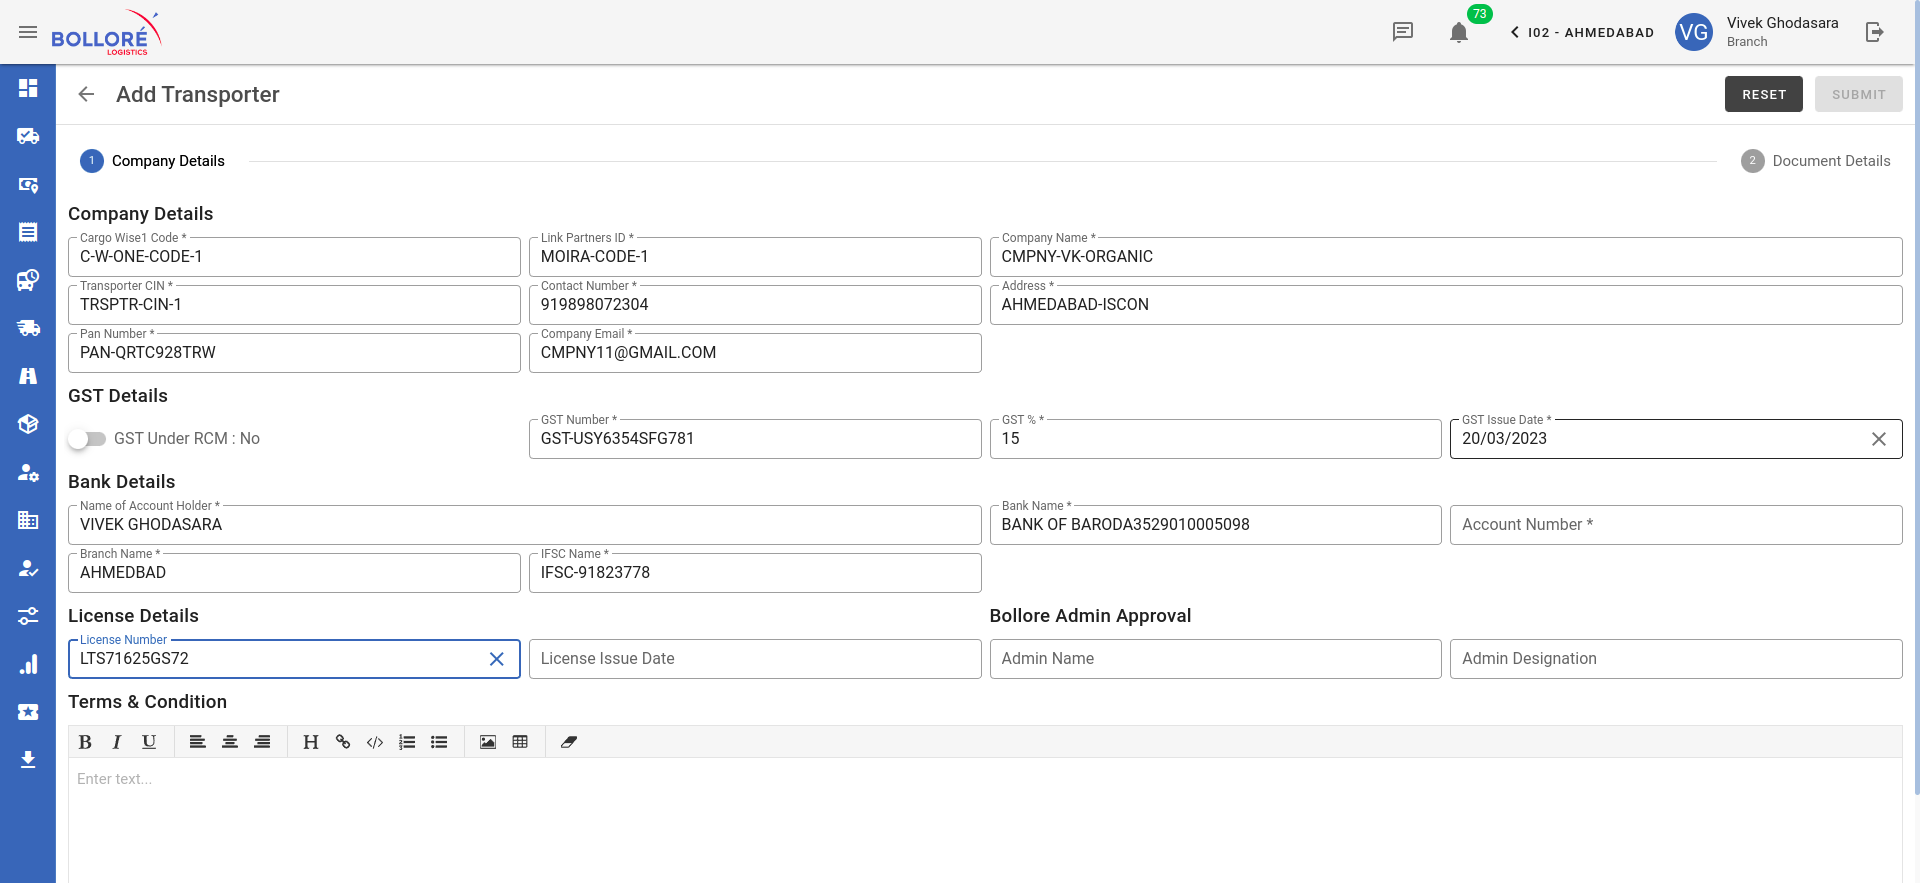 BOLLORÉ
LOGISTICS
73
I02 - AHMEDABAD
VG
Vivek Ghodasara
Branch
Add Transporter
RESET
SUBMIT
1 Company Details
2 Document Details
Company Details
Cargo Wise1 Code *
C-W-ONE-CODE-1
Link Partners ID *
MOIRA-CODE-1
Company Name *
CMPNY-VK-ORGANIC
Transporter CIN *
TRSPTR-CIN-1
Contact Number *
919898072304
Address *
AHMEDABAD-ISCON
Pan Number *
PAN-QRTC928TRW
Company Email *
CMPNY11@GMAIL.COM
GST Details
GST Under RCM : No
GST Number *
GST-USY6354SFG781
GST % *
15
GST Issue Date *
20/03/2023
Bank Details
Name of Account Holder *
VIVEK GHODASARA
Bank Name *
BANK OF BARODA3529010005098
Account Number *
Branch Name *
AHMEDBAD
IFSC Name *
IFSC-91823778
License Details
Bollore Admin Approval
License Number
LTS71625GS72
License Issue Date
Admin Name
Admin Designation
Terms & Condition
B I U H </>
Enter text...